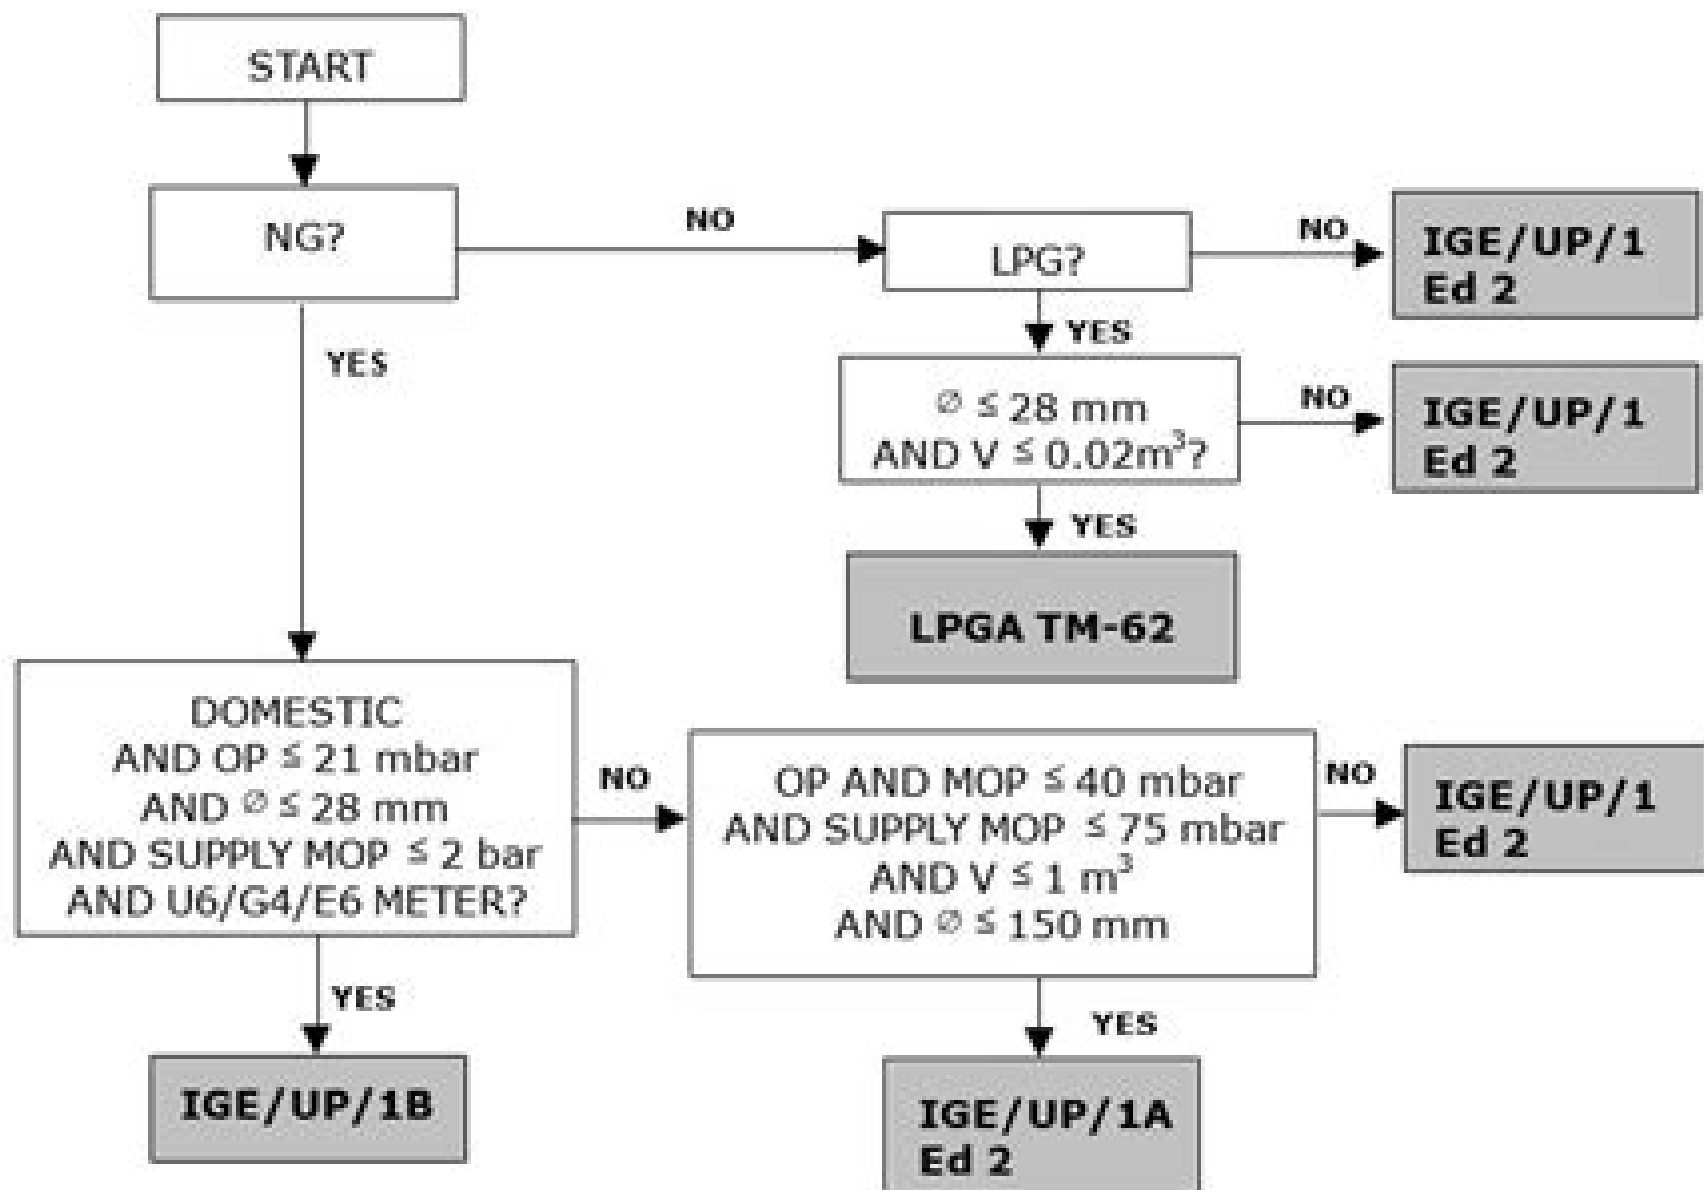 START
NG?
NO
LPG?
NO
IGE/UP/1
Ed 2
YES
YES
∅ ≤ 28 mm
AND V ≤ 0.02m³?
NO
IGE/UP/1
Ed 2
YES
LPGA TM-62
DOMESTIC
AND OP ≤ 21 mbar
AND ∅ ≤ 28 mm
AND SUPPLY MOP ≤ 2 bar
AND U6/G4/E6 METER?
NO
OP AND MOP ≤ 40 mbar
AND SUPPLY MOP ≤ 75 mbar
AND V ≤ 1 m³
AND ∅ ≤ 150 mm
NO
IGE/UP/1
Ed 2
YES
YES
IGE/UP/1B
IGE/UP/1A
Ed 2